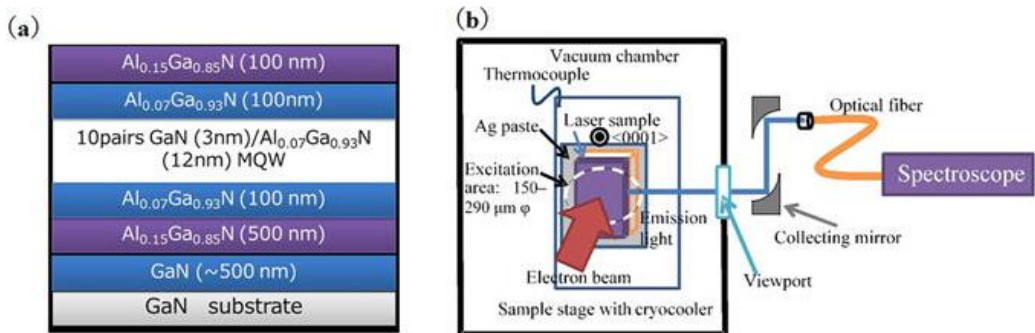 (a)
Al₀.₁₅Ga₀.₈₅N (100 nm)
Al₀.₀₇Ga₀.₉₃N (100nm)
10pairs GaN (3nm)/Al₀.₀₇Ga₀.₉₃N
(12nm) MQW
Al₀.₀₇Ga₀.₉₃N (100 nm)
Al₀.₁₅Ga₀.₈₅N (500 nm)
GaN (~500 nm)
GaN substrate
(b)
Vacuum chamber
Thermocouple
Ag paste
Laser sample
<0001>
Excitation
area: 150–
290 μm φ
Emission
light
Electron beam
Sample stage with cryocooler
Optical fiber
Spectroscope
Collecting mirror
Viewport